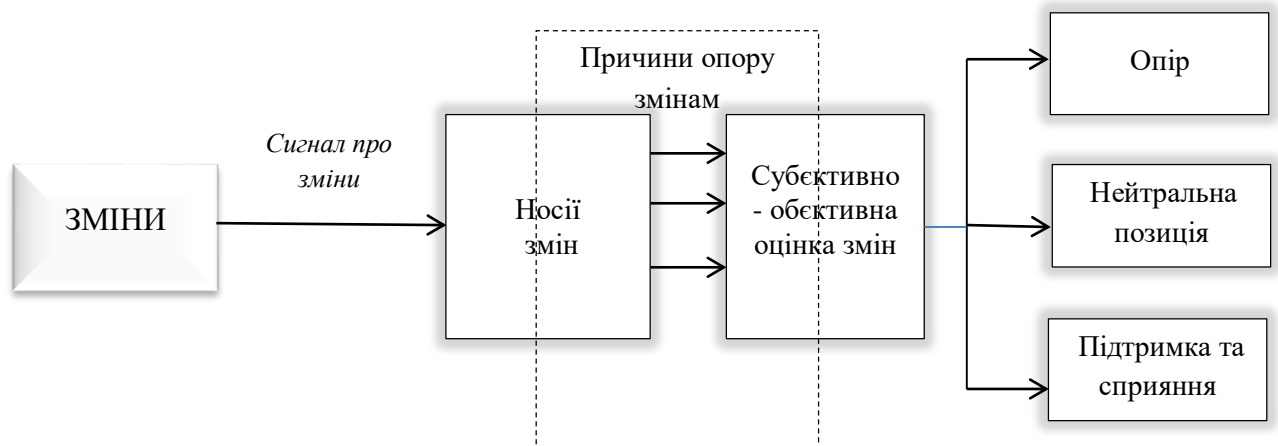 Причини опору
змінам
Опір
Сигнал про
зміни
ЗМІНИ
Носії
змін
Субєктивно
- обєктивна
оцінка змін
Нейтральна
позиція
Підтримка та
сприяння